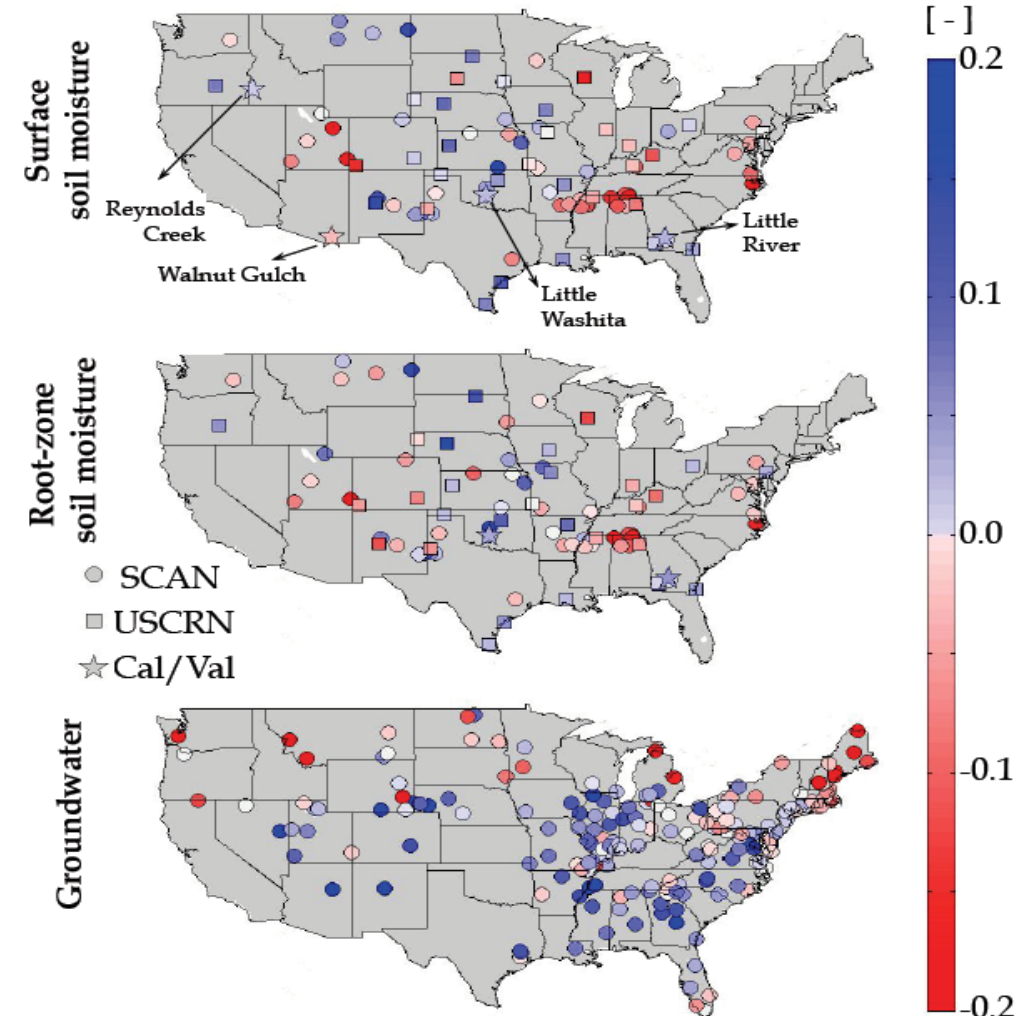 [ - ]
0.2
0.1
0.0
-0.1
-0.2
Surface
soil moisture
Reynolds
Creek
Walnut Gulch
Little
Washita
Little
River
Root-zone
soil moisture
SCAN
USCRN
Cal/Val
Groundwater